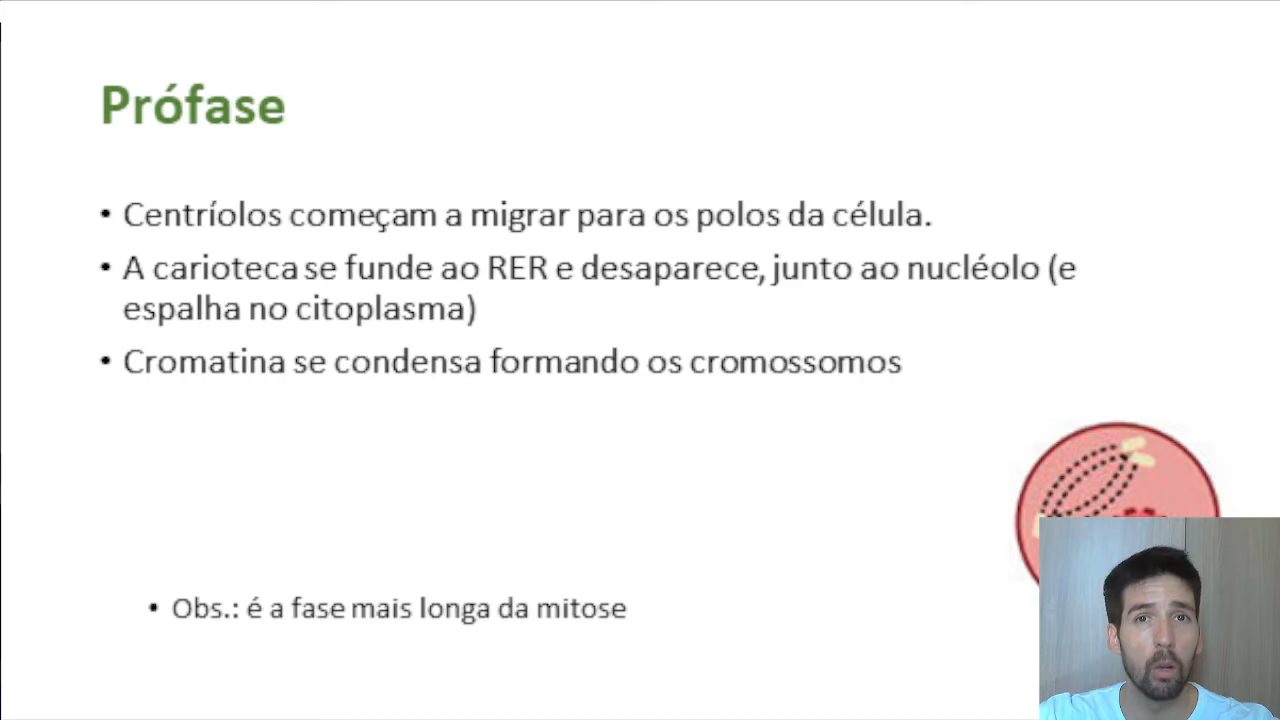 Prófase
• Centríolos começam a migrar para os polos da célula.
• A carioteca se funde ao RER e desaparece, junto ao nucléolo (e
espalha no citoplasma)
• Cromatina se condensa formando os cromossomos
• Obs.: é a fase mais longa da mitose